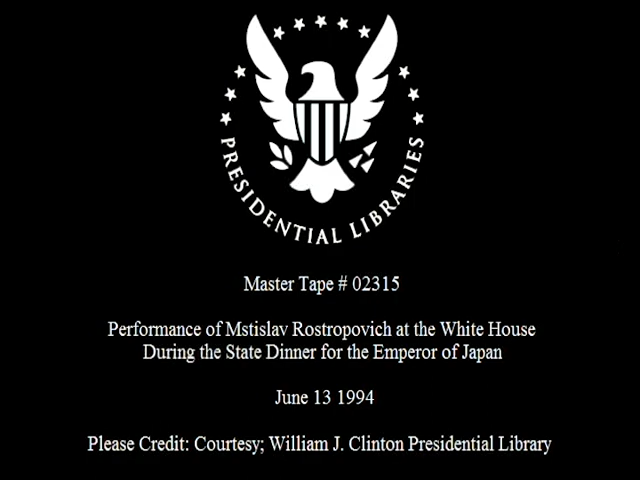 PRESIDENTIAL LIBRARIES
Master Tape # 02315
Performance of Mstislav Rostropovich at the White House
During the State Dinner for the Emperor of Japan
June 13 1994
Please Credit: Courtesy; William J. Clinton Presidential Library